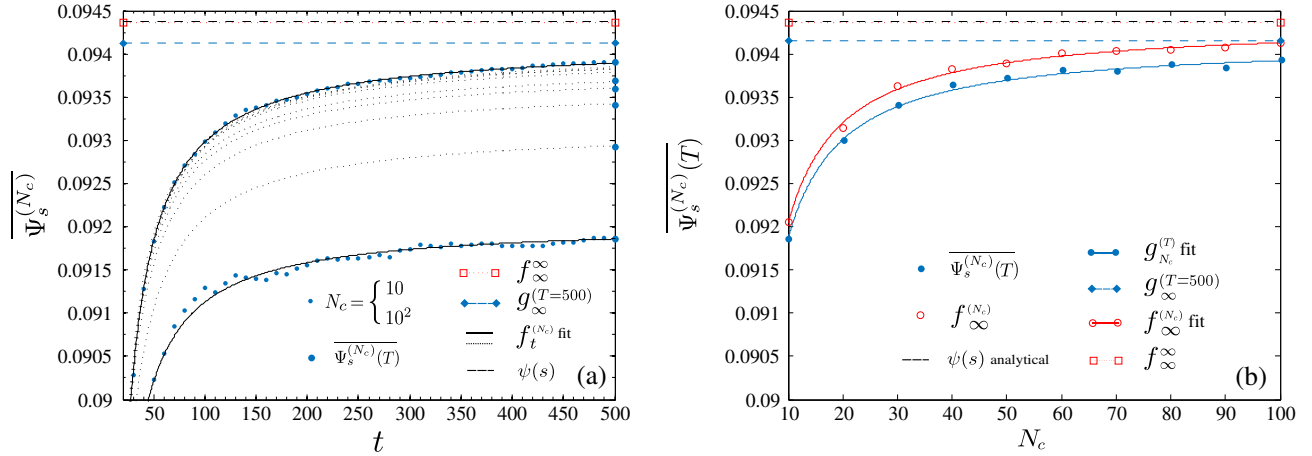 0.0945
0.094
0.0935
0.093
0.0925
0.092
0.0915
0.091
0.0905
0.09
50 100 150 200 250 300 350 400 450 500
t
\overline{Ψ_s^{(N_c)}}
N_c = { 10
10^2
\overline{Ψ_s^{(N_c)}(T)}
f_∞^∞
g_∞^{(T=500)}
f_t^{(N_c)} fit
ψ(s)
(a)
0.0945
0.094
0.0935
0.093
0.0925
0.092
0.0915
0.091
0.0905
0.09
10 20 30 40 50 60 70 80 90 100
N_c
\overline{Ψ_s^{(N_c)}(T)}
\overline{Ψ_s^{(N_c)}(T)}
f_∞^{(N_c)}
ψ(s) analytical
g_{N_c}^{(T)} fit
g_∞^{(T=500)}
f_∞^{(N_c)} fit
f_∞^∞
(b)